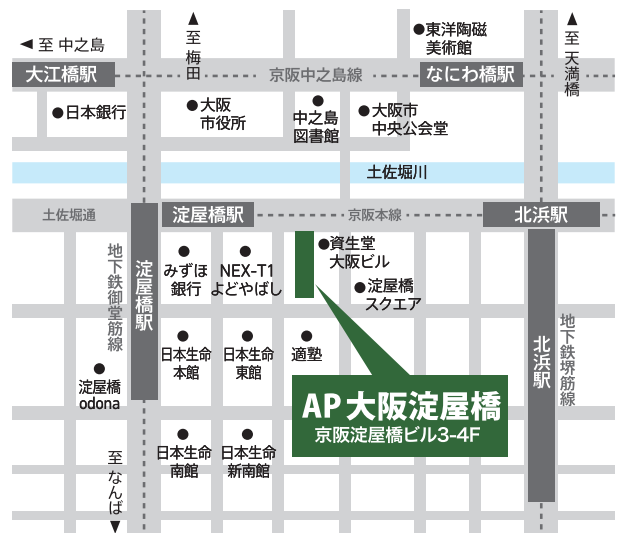 東洋陶磁
美術館
至 中之島
至 梅田
至 天満橋
大江橋駅
京阪中之島線
なにわ橋駅
日本銀行
大阪
市役所
中之島
図書館
大阪市
中央公会堂
土佐堀川
土佐堀通
淀屋橋駅
京阪本線
北浜駅
地下鉄御堂筋線
淀屋橋駅
みずほ
銀行
NEX-T1
よどやばし
資生堂
大阪ビル
淀屋橋
スクエア
地下鉄堺筋線
北浜駅
日本生命
本館
日本生命
東館
適塾
淀屋橋
odona
AP 大阪淀屋橋
京阪淀屋橋ビル3-4F
日本生命
南館
日本生命
新南館
至 なんば